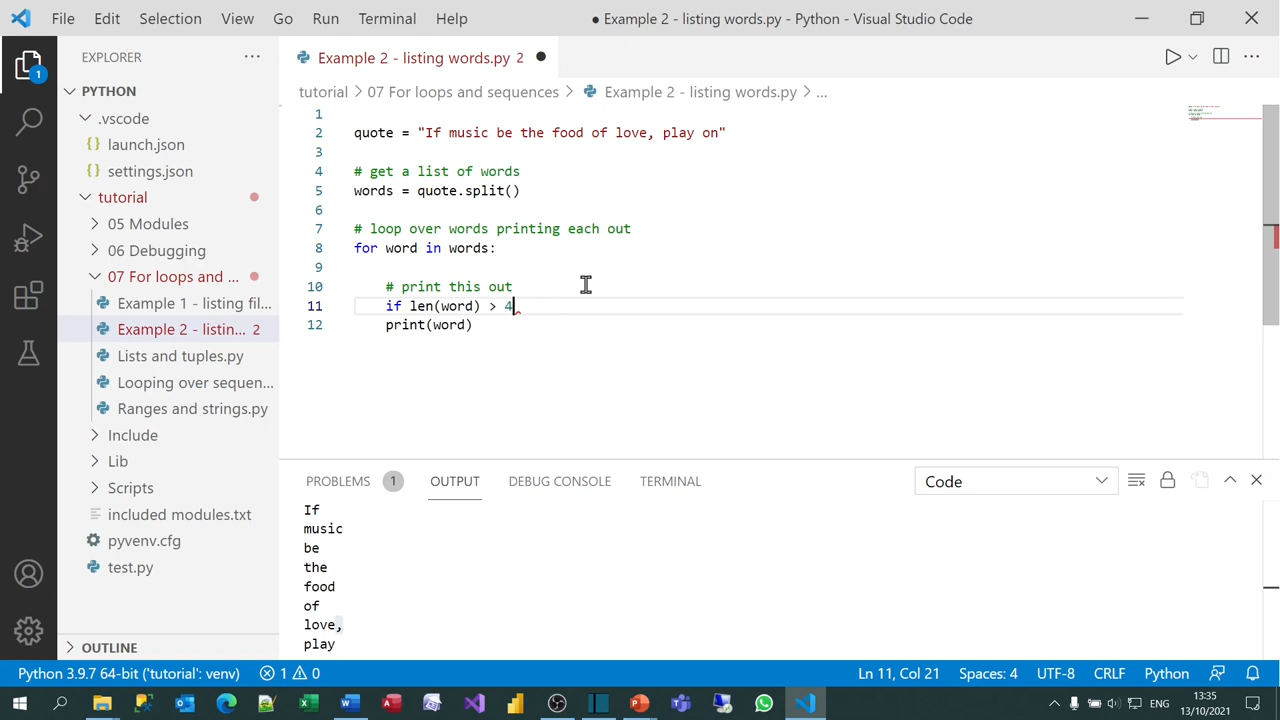 File Edit Selection View Go Run Terminal Help ● Example 2 - listing words.py - Python - Visual Studio Code
EXPLORER
PYTHON
.vscode
launch.json
settings.json
tutorial
05 Modules
06 Debugging
07 For loops and ...
Example 1 - listing fil...
Example 2 - listin... 2
Lists and tuples.py
Looping over sequen...
Ranges and strings.py
Include
Lib
Scripts
included modules.txt
pyvenv.cfg
test.py
OUTLINE
1
Example 2 - listing words.py 2
tutorial > 07 For loops and sequences > Example 2 - listing words.py > ...
1
2 quote = "If music be the food of love, play on"
3
4 # get a list of words
5 words = quote.split()
6
7 # loop over words printing each out
8 for word in words:
9
10 # print this out
11 if len(word) > 4
12 print(word)
PROBLEMS 1 OUTPUT DEBUG CONSOLE TERMINAL Code
If
music
be
the
food
of
love,
play
Python 3.9.7 64-bit ('tutorial': venv) 1 0 Ln 11, Col 21 Spaces: 4 UTF-8 CRLF Python
ENG 13:35
13/10/2021